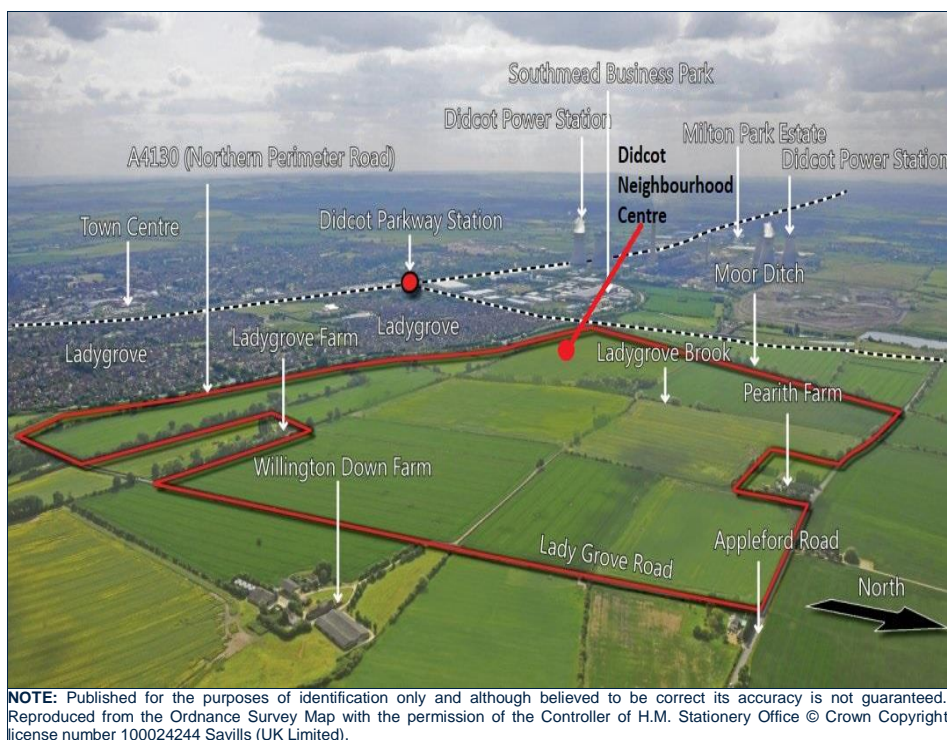 Southmead Business Park
Didcot Power Station
Milton Park Estate
A4130 (Northern Perimeter Road)
Didcot
Neighbourhood
Centre
Didcot Power Station
Town Centre
Didcot Parkway Station
Moor Ditch
Ladygrove
Ladygrove Farm
Ladygrove
Ladygrove Brook
Pearith Farm
Willington Down Farm
Lady Grove Road
Appleford Road
North
NOTE: Published for the purposes of identification only and although believed to be correct its accuracy is not guaranteed.
Reproduced from the Ordnance Survey Map with the permission of the Controller of H.M. Stationery Office © Crown Copyright
license number 100024244 Savills (UK Limited).